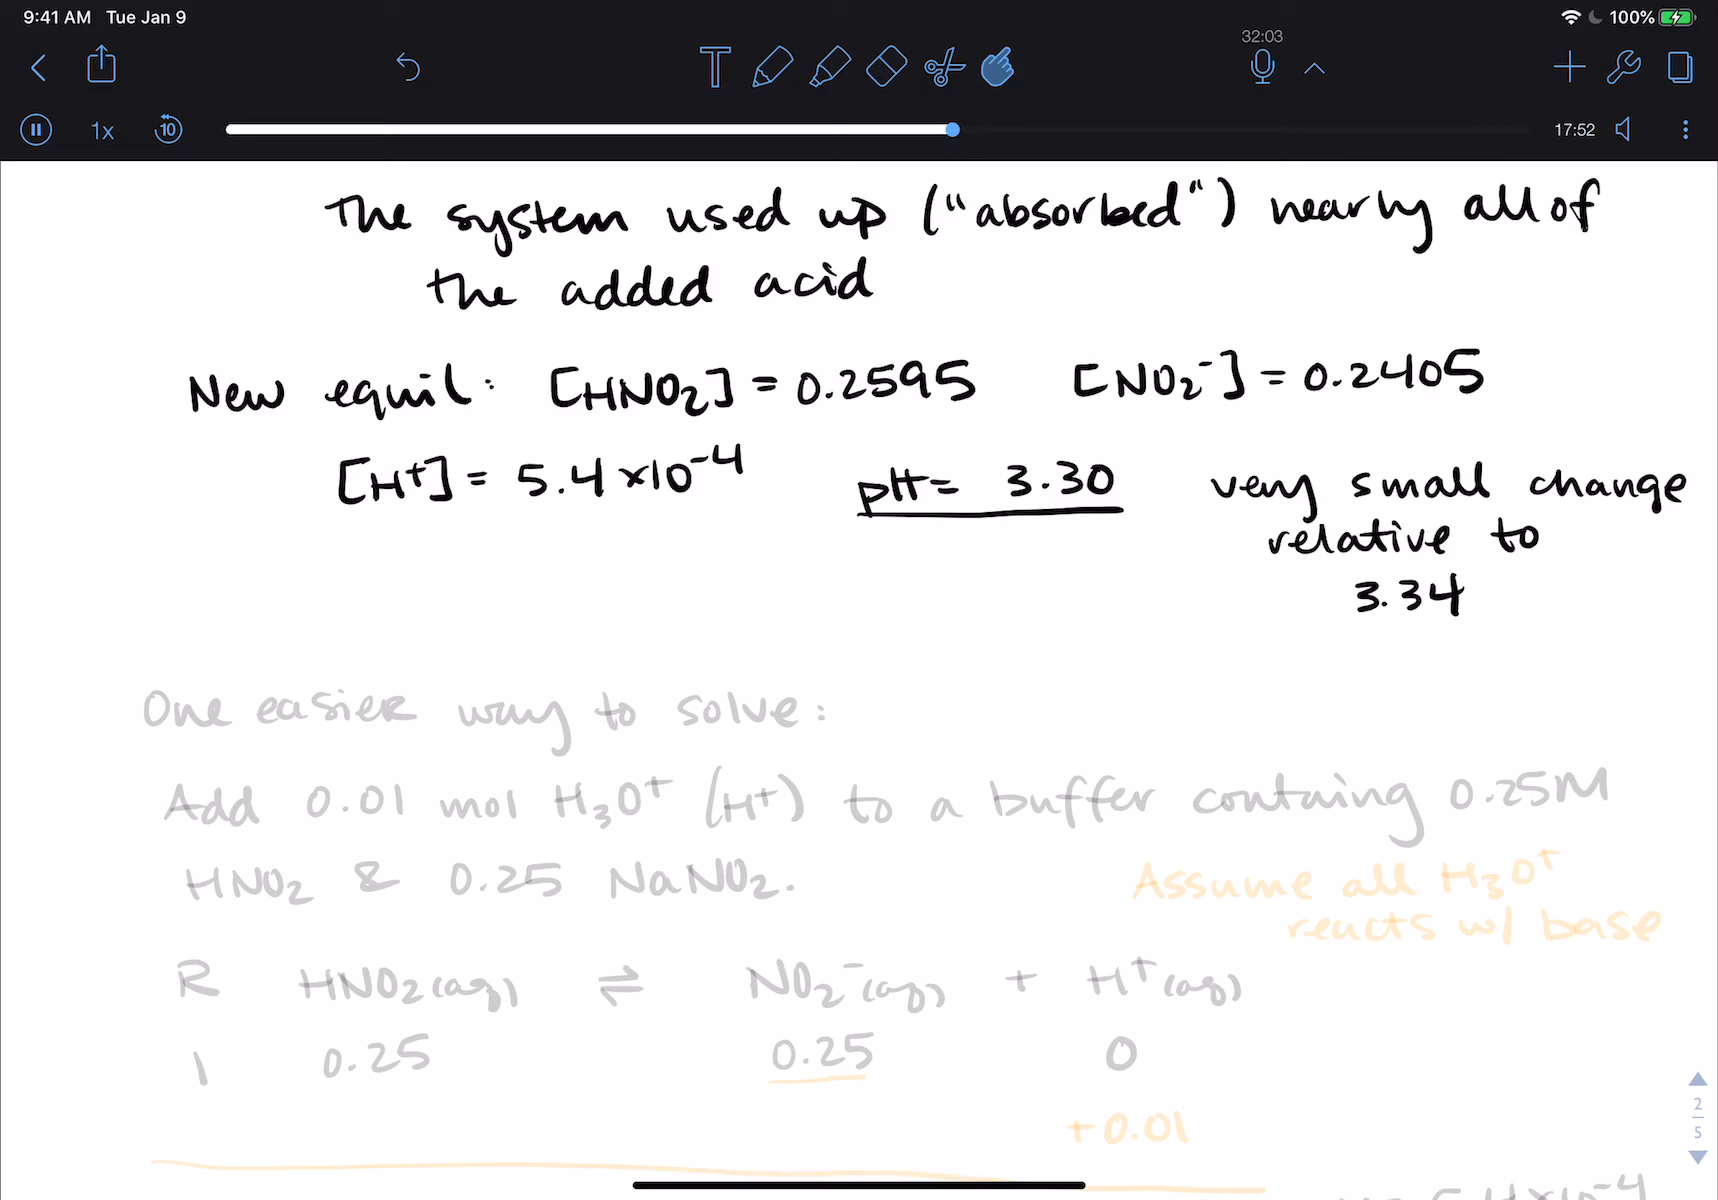 9:41 AM Tue Jan 9
100%
32:03
1x
10
17:52
The system used up ("absorbed") nearly all of
the added acid
New equil: [HNO₂] = 0.2595 [NO₂⁻] = 0.2405
[H⁺] = 5.4 ×10⁻⁴ pH = 3.30 very small change
relative to
3.34
One easier way to solve:
Add 0.01 mol H₃O⁺ (H⁺) to a buffer containg 0.25M
HNO₂ & 0.25 NaNO₂.
Assume all H₃O⁺
reacts w/ base
R HNO₂(aq) ⇌ NO₂⁻(aq) + H⁺(aq)
I 0.25 0.25 0
+0.01
2
5